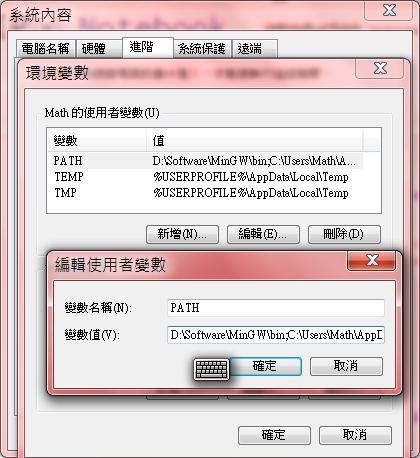 系統內容
電腦名稱 硬體 進階 系統保護 遠端
環境變數
Math 的使用者變數(U)
變數 值
PATH D:\Software\MinGW\bin;C:\Users\Math\A...
TEMP %USERPROFILE%\AppData\Local\Temp
TMP %USERPROFILE%\AppData\Local\Temp
新增(N)... 編輯(E)... 刪除(D)
編輯使用者變數
變數名稱(N): PATH
變數值(V): D:\Software\MinGW\bin;C:\Users\Math\AppD
確定 取消
確定 取消